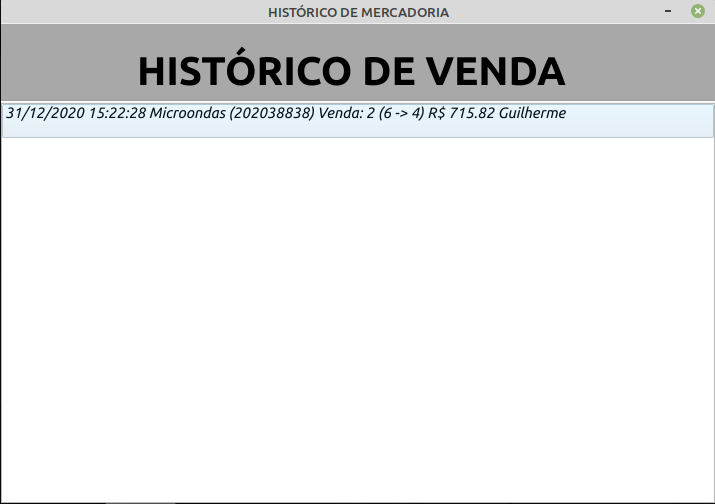 HISTÓRICO DE MERCADORIA
HISTÓRICO DE VENDA
31/12/2020 15:22:28 Microondas (202038838) Venda: 2 (6 -> 4) R$ 715.82 Guilherme